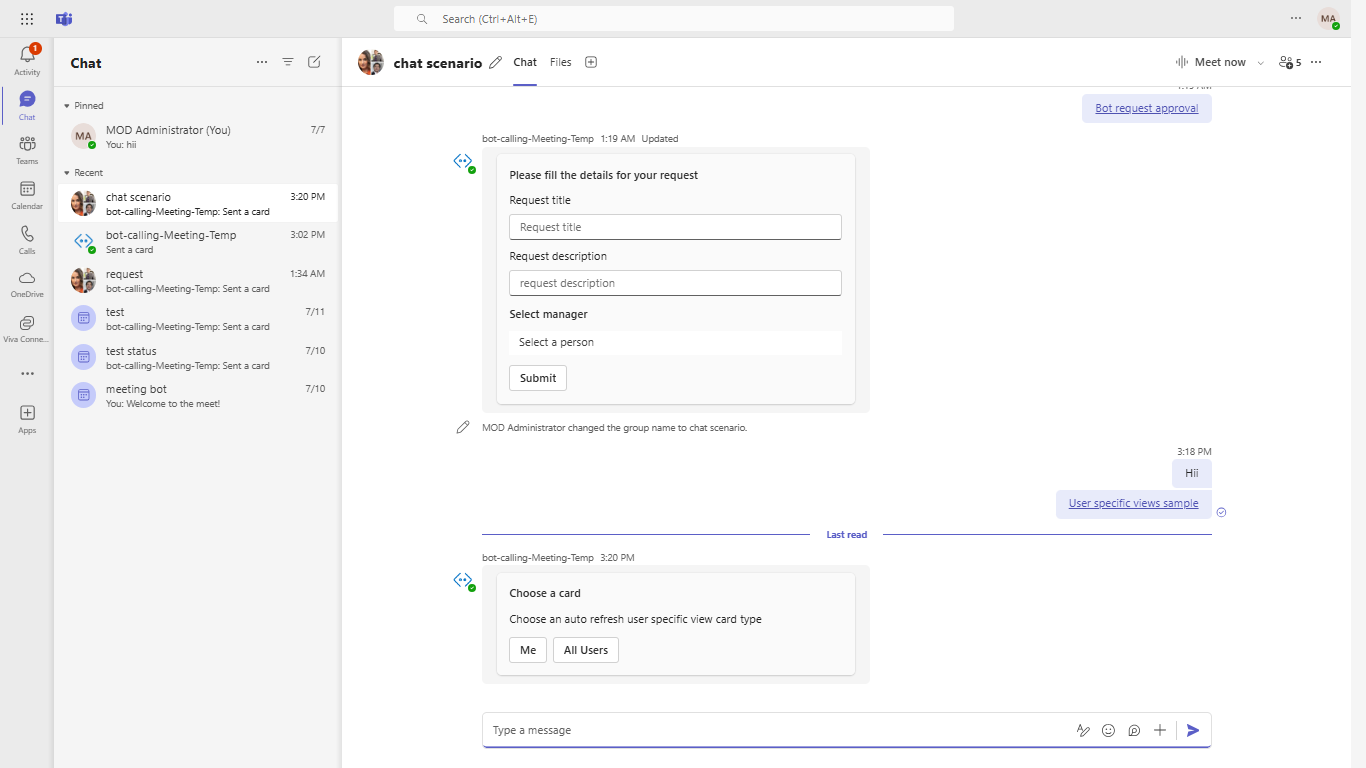 Search (Ctrl+Alt+E)
MA
1
Activity
Chat
Teams
Calendar
Calls
OneDrive
Viva Conne...
Apps
Chat
Pinned
MA
MOD Administrator (You)
7/7
You: hii
Recent
chat scenario
3:20 PM
bot-calling-Meeting-Temp: Sent a card
bot-calling-Meeting-Temp
3:02 PM
Sent a card
request
1:34 AM
bot-calling-Meeting-Temp: Sent a card
test
7/11
bot-calling-Meeting-Temp: Sent a card
test status
7/10
bot-calling-Meeting-Temp: Sent a card
meeting bot
7/10
You: Welcome to the meet!
chat scenario
Chat
Files
Meet now
5
Bot request approval
bot-calling-Meeting-Temp 1:19 AM Updated
Please fill the details for your request
Request title
Request title
Request description
request description
Select manager
Select a person
Submit
MOD Administrator changed the group name to chat scenario.
3:18 PM
Hii
User specific views sample
Last read
bot-calling-Meeting-Temp 3:20 PM
Choose a card
Choose an auto refresh user specific view card type
Me
All Users
Type a message